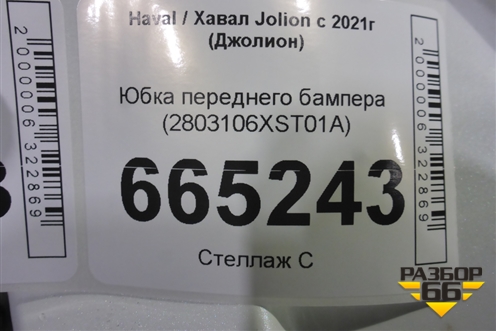 Haval / Хавал Jolion с 2021г
(Джолион)
Юбка переднего бампера
(2803106XST01A)
665243
Стеллаж С
2000006322869
2000006322869
РАЗБОР
66